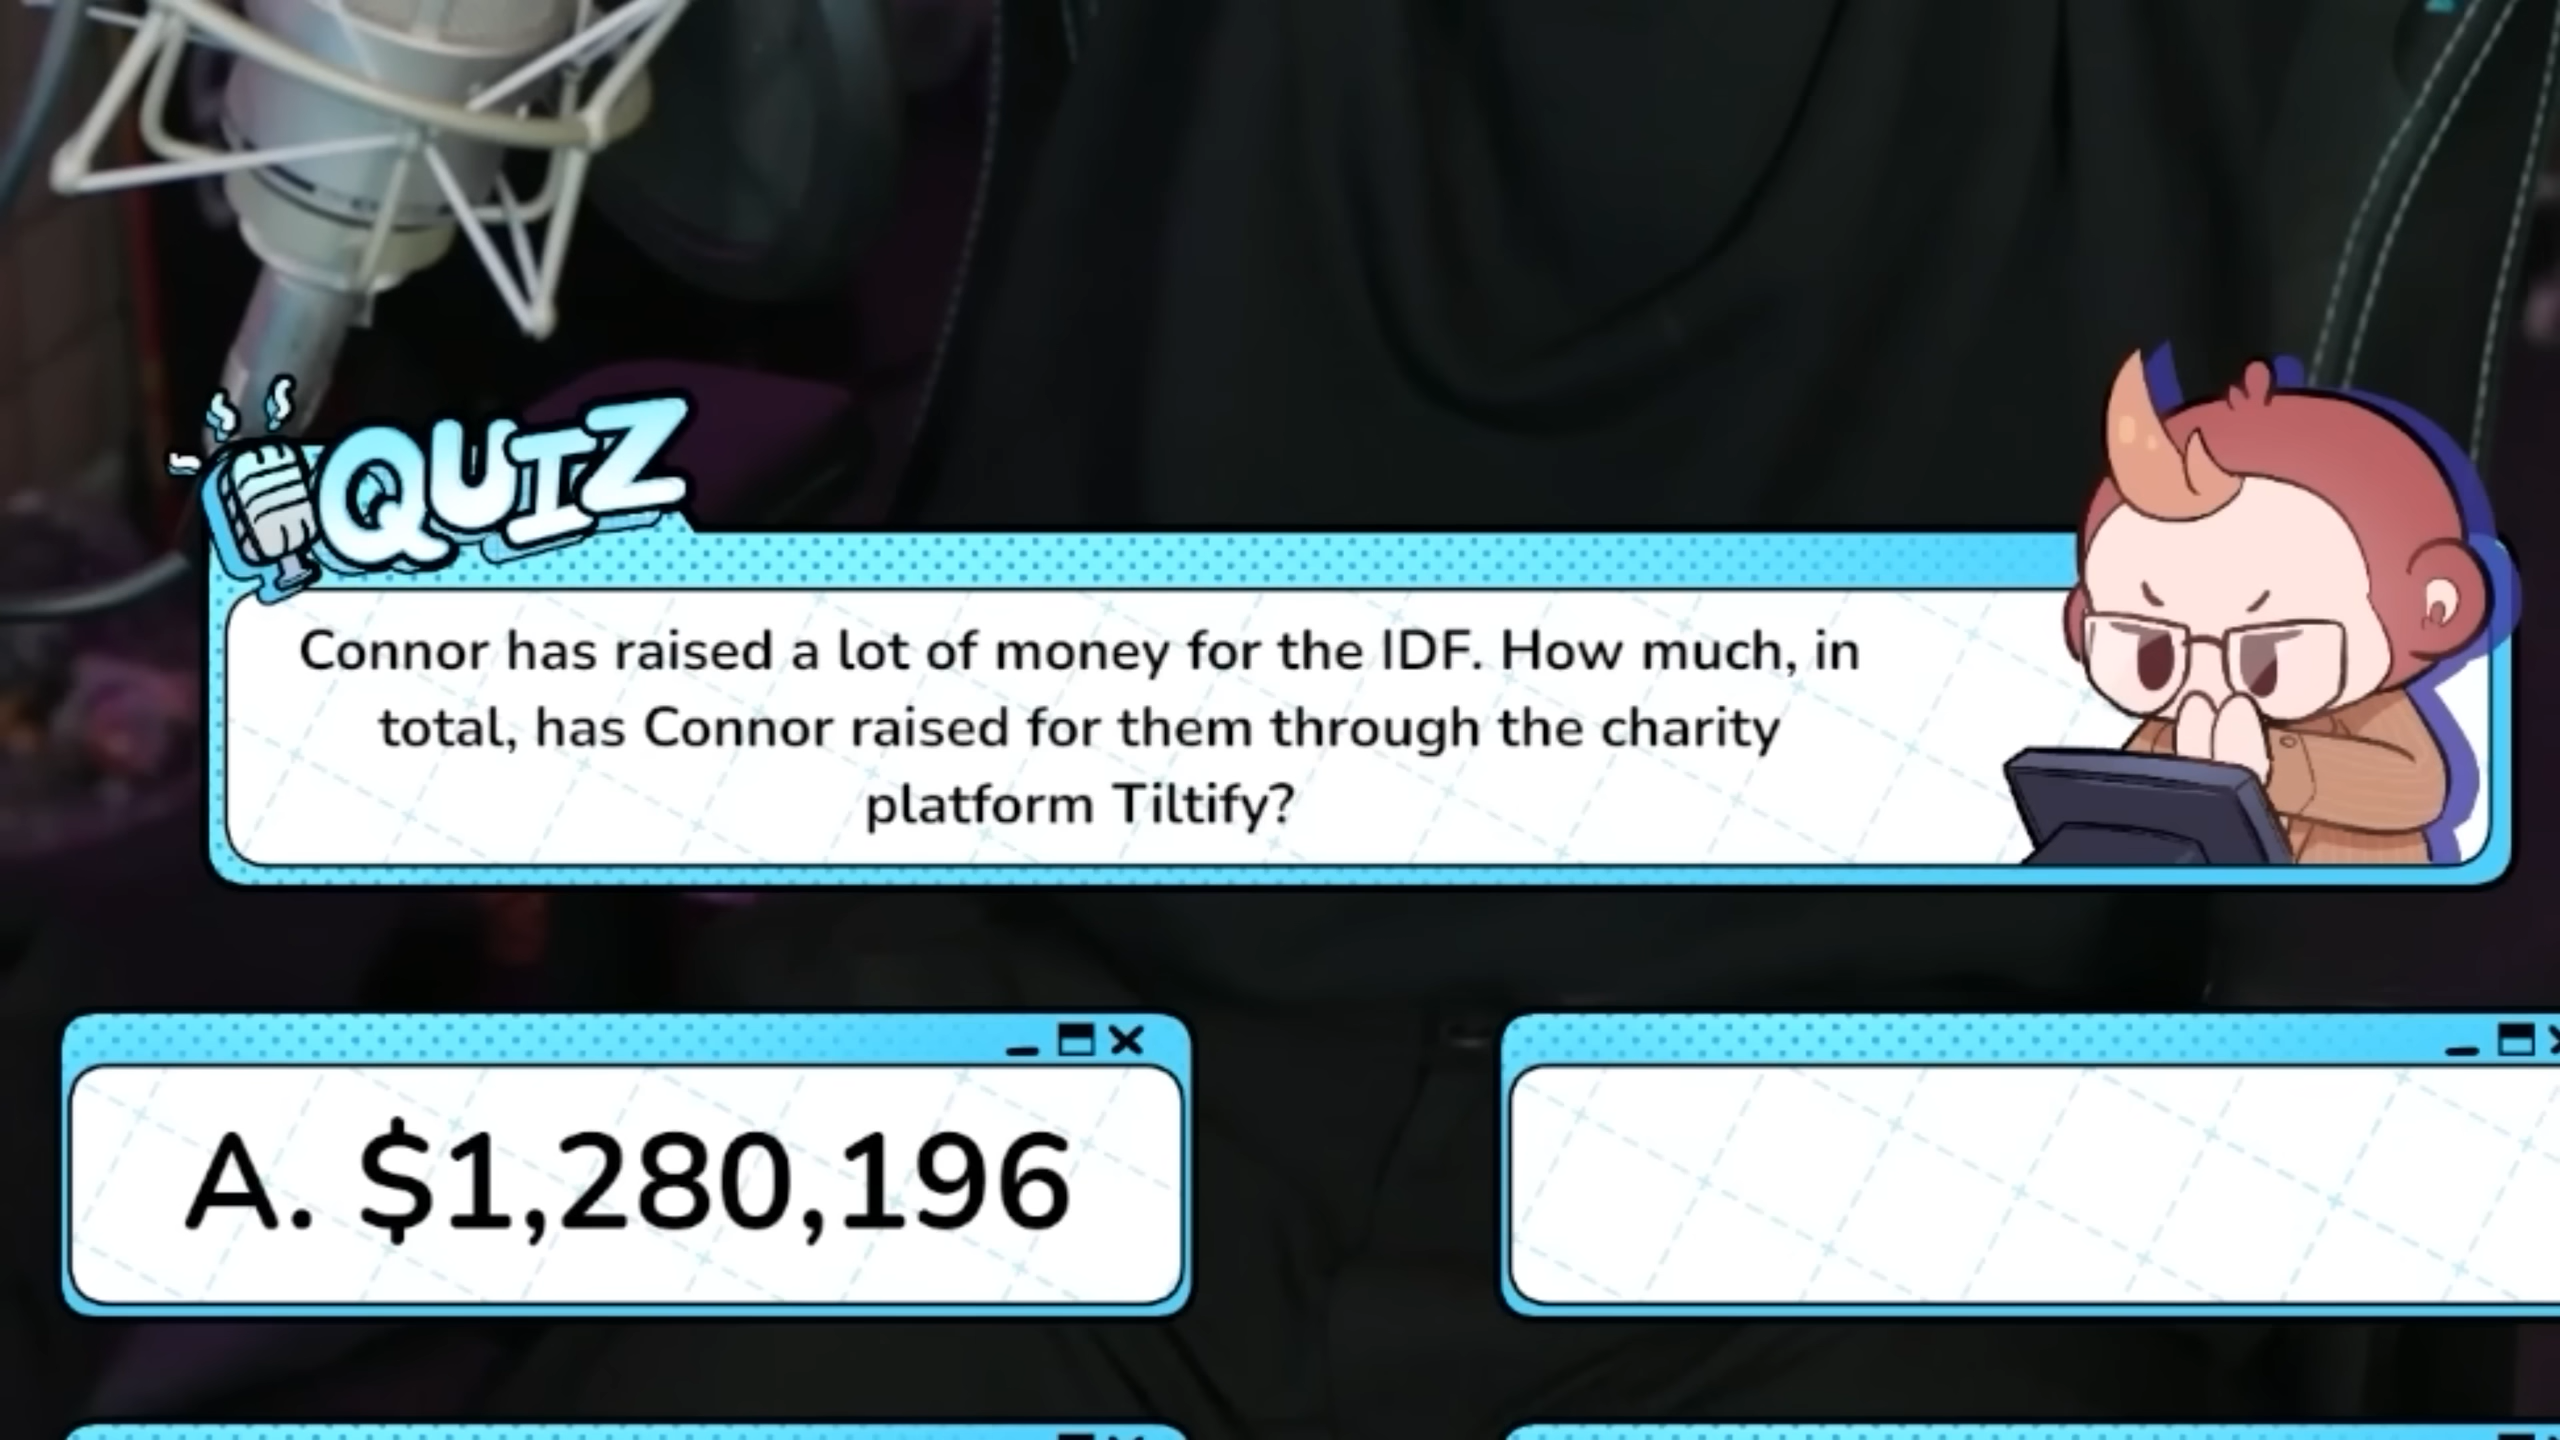 QUIZ
Connor has raised a lot of money for the IDF. How much, in
total, has Connor raised for them through the charity
platform Tiltify?
A. $1,280,196